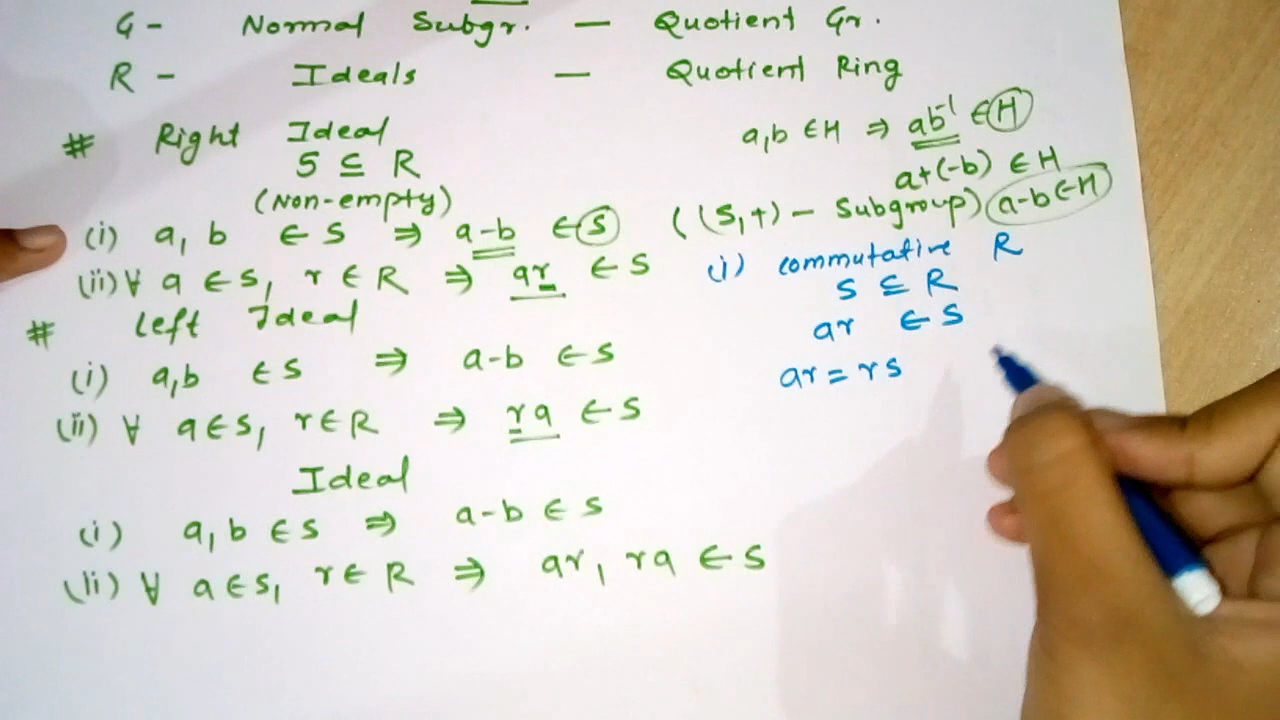 G - Normal Subgr. — Quotient Gr.
R - Ideals — Quotient Ring
# Right Ideal
S ⊆ R
(Non-empty)
(i) a, b ∈ S ⇒ a-b ∈ S ((S,+) - Subgroup)
(ii) ∀ a ∈ S, r ∈ R ⇒ ar ∈ S
# Left Ideal
(i) a,b ∈ S ⇒ a-b ∈ S
(ii) ∀ a∈S, r∈R ⇒ ra ∈ S
Ideal
(i) a,b ∈ S ⇒ a-b ∈ S
(ii) ∀ a∈S, r∈R ⇒ ar, ra ∈ S
a,b ∈ H ⇒ ab⁻¹ ∈ H
a+(-b) ∈ H
a-b ∈ H
(i) commutative R
S ⊆ R
ar ∈ S
ar = rs